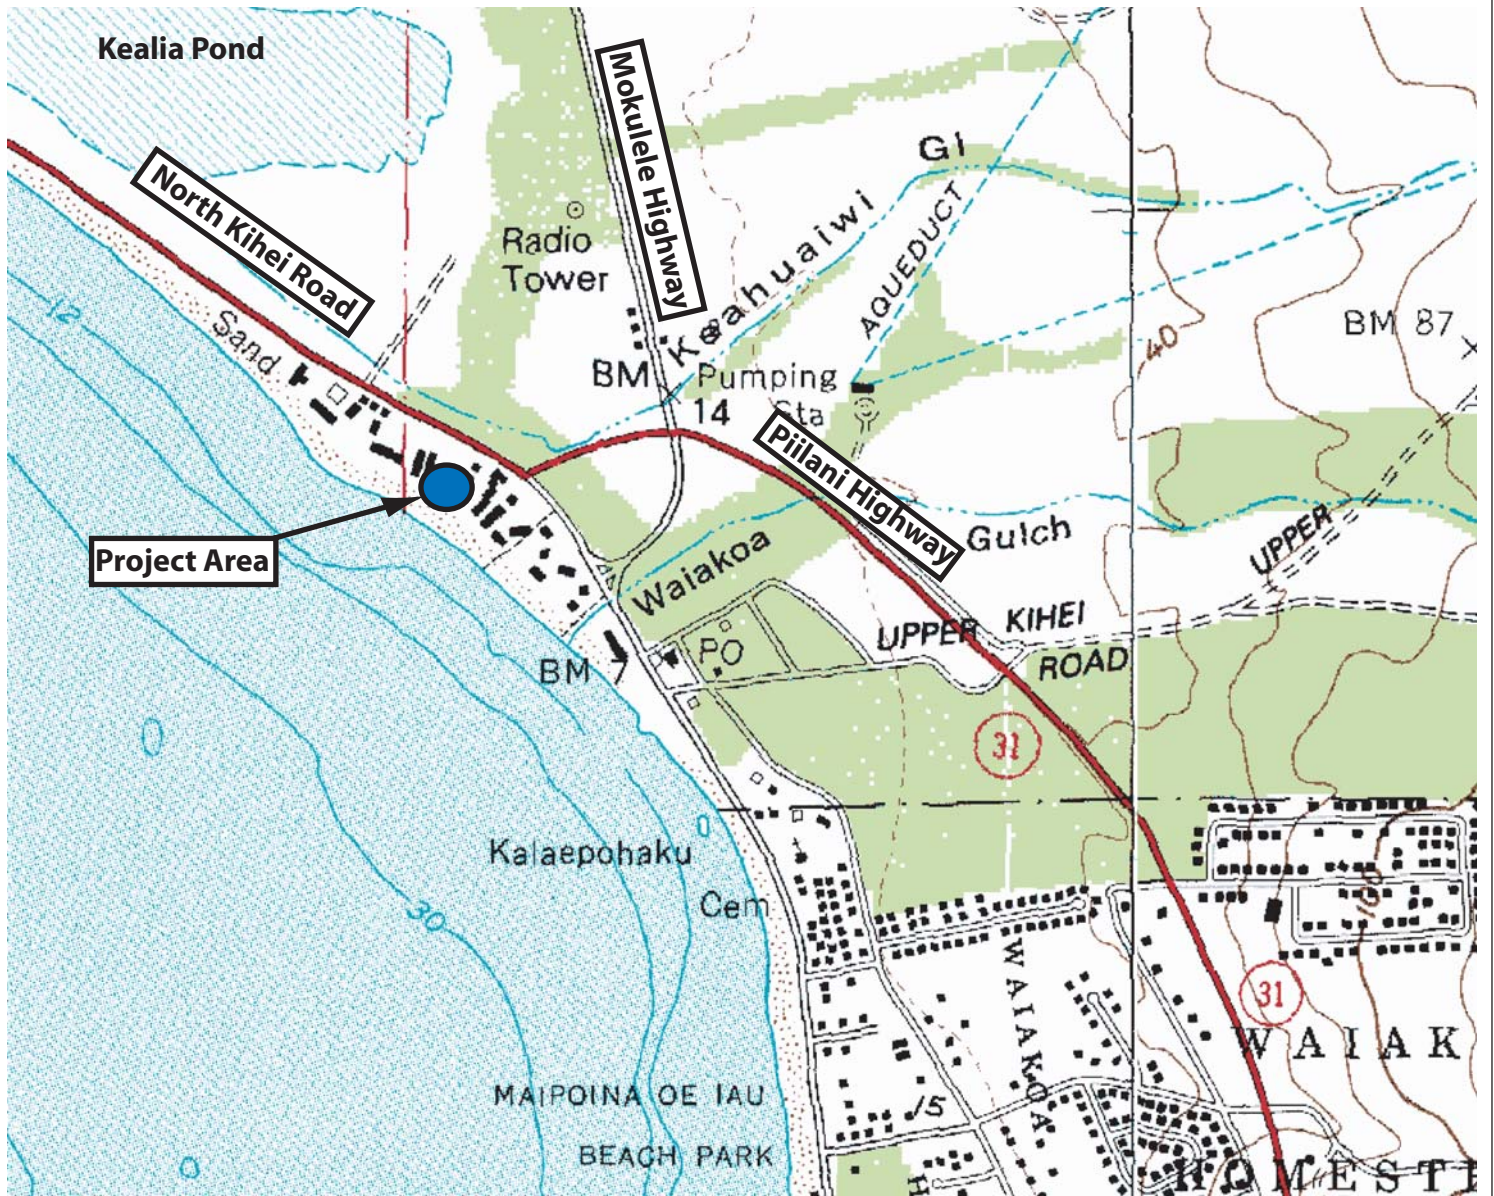 Kealia Pond
Mokulele Highway
North Kihei Road
GI
Radio
Tower
Keahuaiwi
AQUEDUCT
12
Sand
40
BM 87
BM
14
Pumping
Sta
Piilani Highway
Project Area
Gulch
UPPER
Waiakoa
UPPER KIHEI
ROAD
PO
BM 7
31
0
0
Kalaepohaku
Cem
30
100
WAIAKOA
31
WAIAK
MAIPOINA OE IAU
15
BEACH PARK
0
HOMEST
H